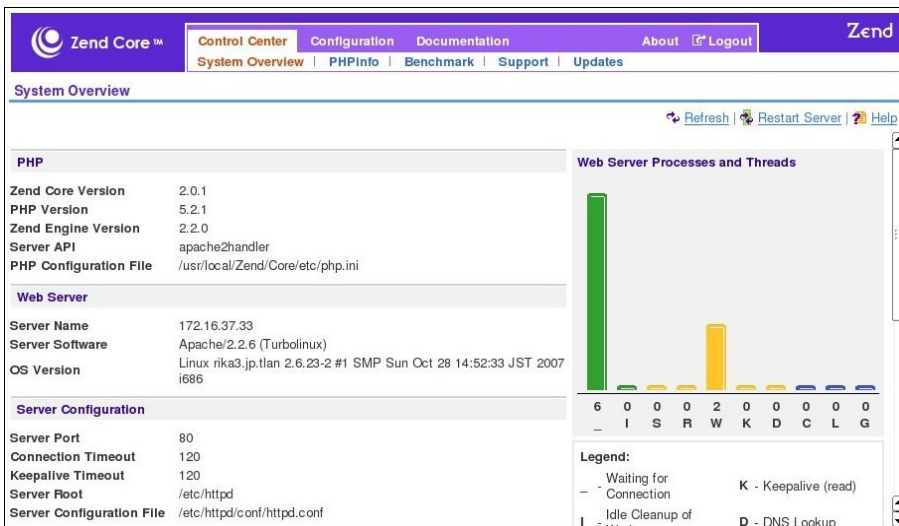 Zend Core ™
Control Center Configuration Documentation About Logout
Zend
System Overview | PHPinfo | Benchmark | Support | Updates
System Overview
Refresh | Restart Server | Help
PHP
Zend Core Version 2.0.1
PHP Version 5.2.1
Zend Engine Version 2.2.0
Server API apache2handler
PHP Configuration File /usr/local/Zend/Core/etc/php.ini
Web Server
Server Name 172.16.37.33
Server Software Apache/2.2.6 (Turbolinux)
OS Version Linux rika3.jp.tlan 2.6.23-2 #1 SMP Sun Oct 28 14:52:33 JST 2007
i686
Server Configuration
Server Port 80
Connection Timeout 120
Keepalive Timeout 120
Server Root /etc/httpd
Server Configuration File /etc/httpd/conf/httpd.conf
Web Server Processes and Threads
6 0 0 0 2 0 0 0 0 0
_ I S R W K D C L G
Legend:
_ - Waiting for
Connection
K - Keepalive (read)
I - Idle Cleanup of
D - DNS Lookup